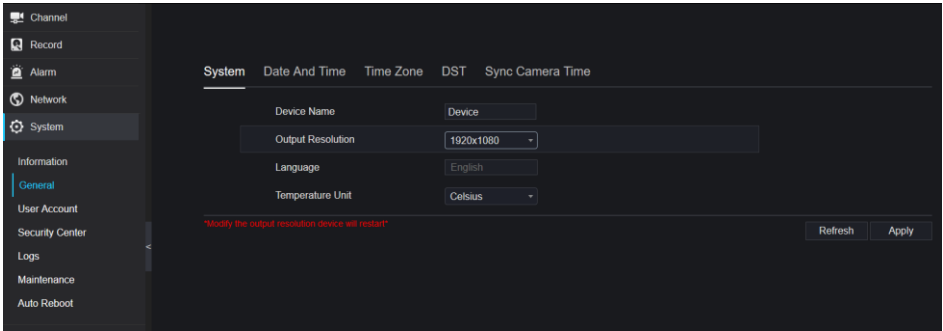 Channel
Record
Alarm
Network
System
Information
General
User Account
Security Center
Logs
Maintenance
Auto Reboot
<
System Date And Time Time Zone DST Sync Camera Time
Device Name Device
Output Resolution 1920x1080
Language English
Temperature Unit Celsius
*Modify the output resolution device will restart*
Refresh Apply